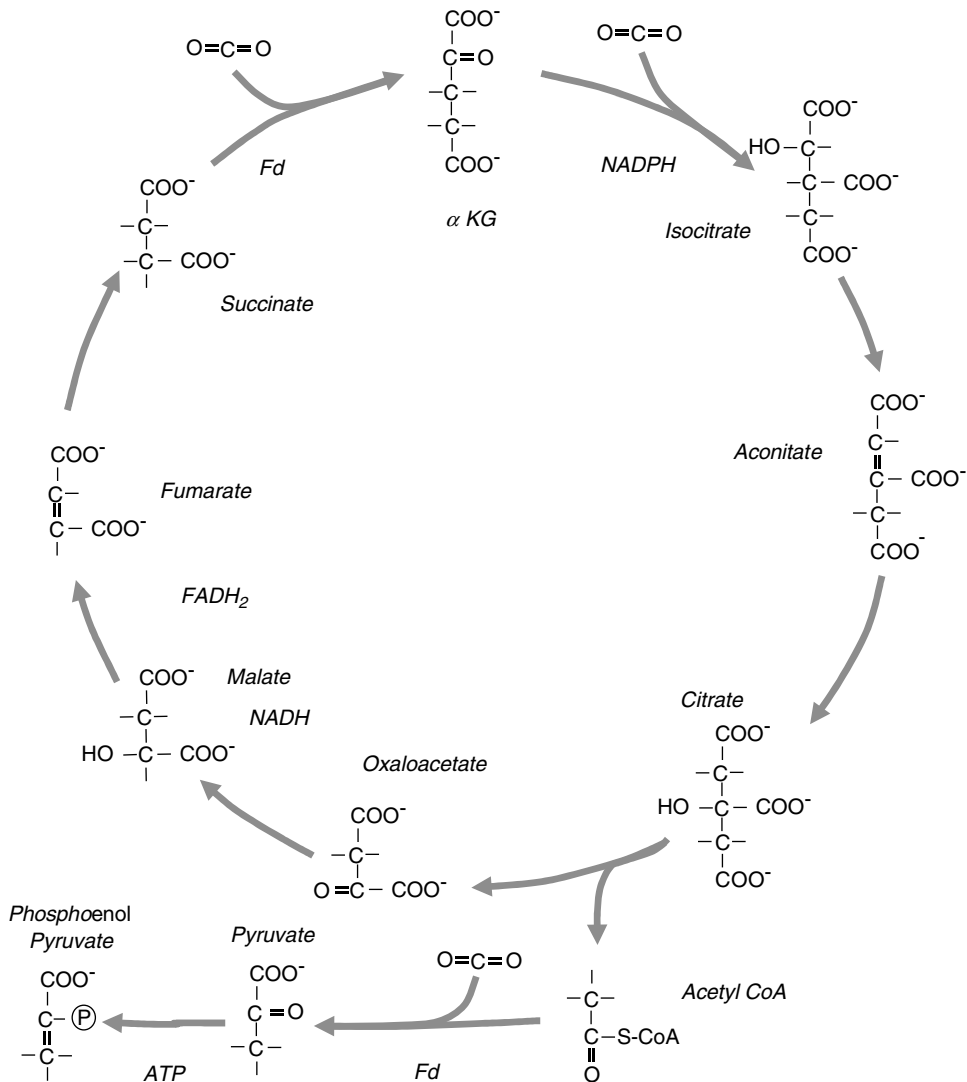 O=C=O
Fd
COO⁻
C=O
–C–
–C–
COO⁻
α KG
O=C=O
NADPH
COO⁻
HO–C–
–C–COO⁻
–C–
COO⁻
Isocitrate
COO⁻
C–
C–COO⁻
–C–
COO⁻
Aconitate
Citrate
COO⁻
–C–
HO–C–COO⁻
–C–
COO⁻
Oxaloacetate
COO⁻
–C–
O=C–COO⁻
Malate
NADH
COO⁻
–C–
HO–C–COO⁻
FADH₂
Fumarate
COO⁻
C–
C–COO⁻
Succinate
COO⁻
–C–
–C–COO⁻
Acetyl CoA
–C–
C–S-CoA
O
O=C=O
Fd
Pyruvate
COO⁻
C=O
–C–
ATP
Phosphoenol
Pyruvate
COO⁻
C–P
–C–